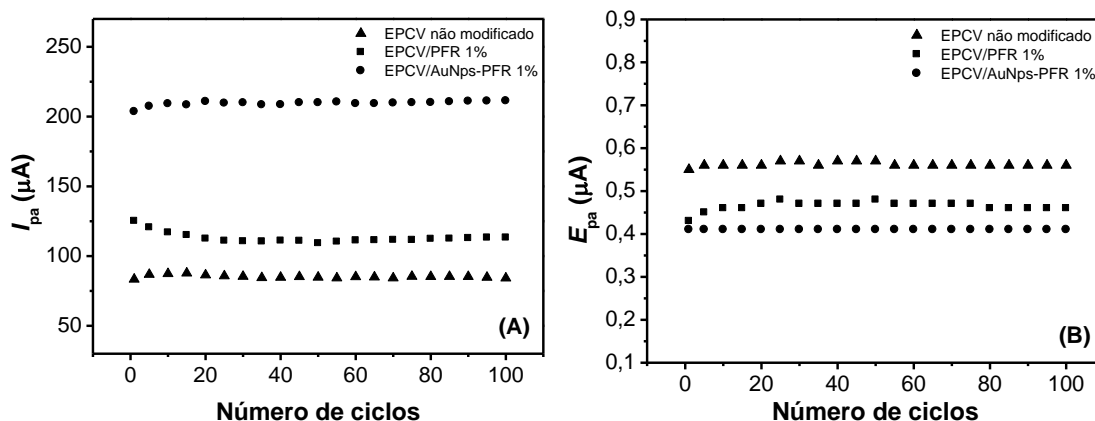 EPCV não modificado
EPCV/PFR 1%
EPCV/AuNps-PFR 1%
250
200
150
100
50
0 20 40 60 80 100
I_pa (μA)
Número de ciclos
(A)
EPCV não modificado
EPCV/PFR 1%
EPCV/AuNps-PFR 1%
0,9
0,8
0,7
0,6
0,5
0,4
0,3
0,2
0,1
0 20 40 60 80 100
E_pa (μA)
Número de ciclos
(B)